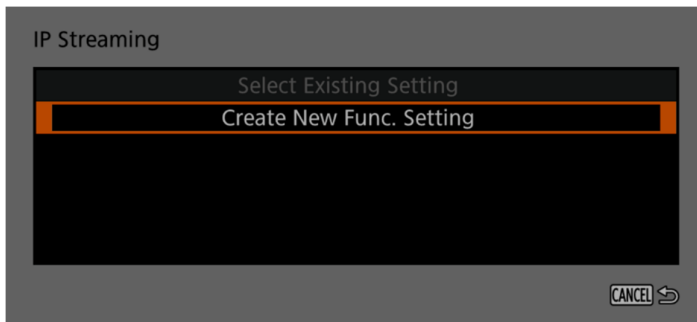 IP Streaming
Select Existing Setting
Create New Func. Setting
CANCEL